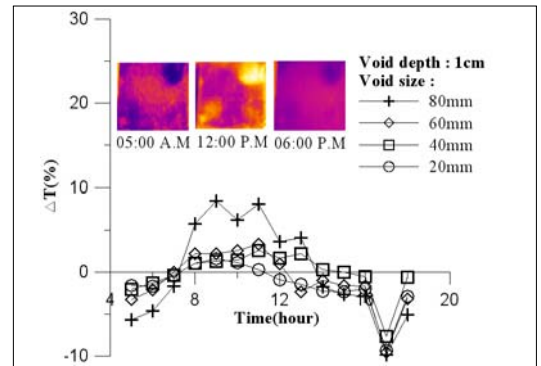 30
Void depth : 1cm
Void size :
80mm
60mm
40mm
20mm
20
05:00 A.M 12:00 P.M 06:00 P.M
△T(%)
10
0
4 8 12 16 20
Time(hour)
-10